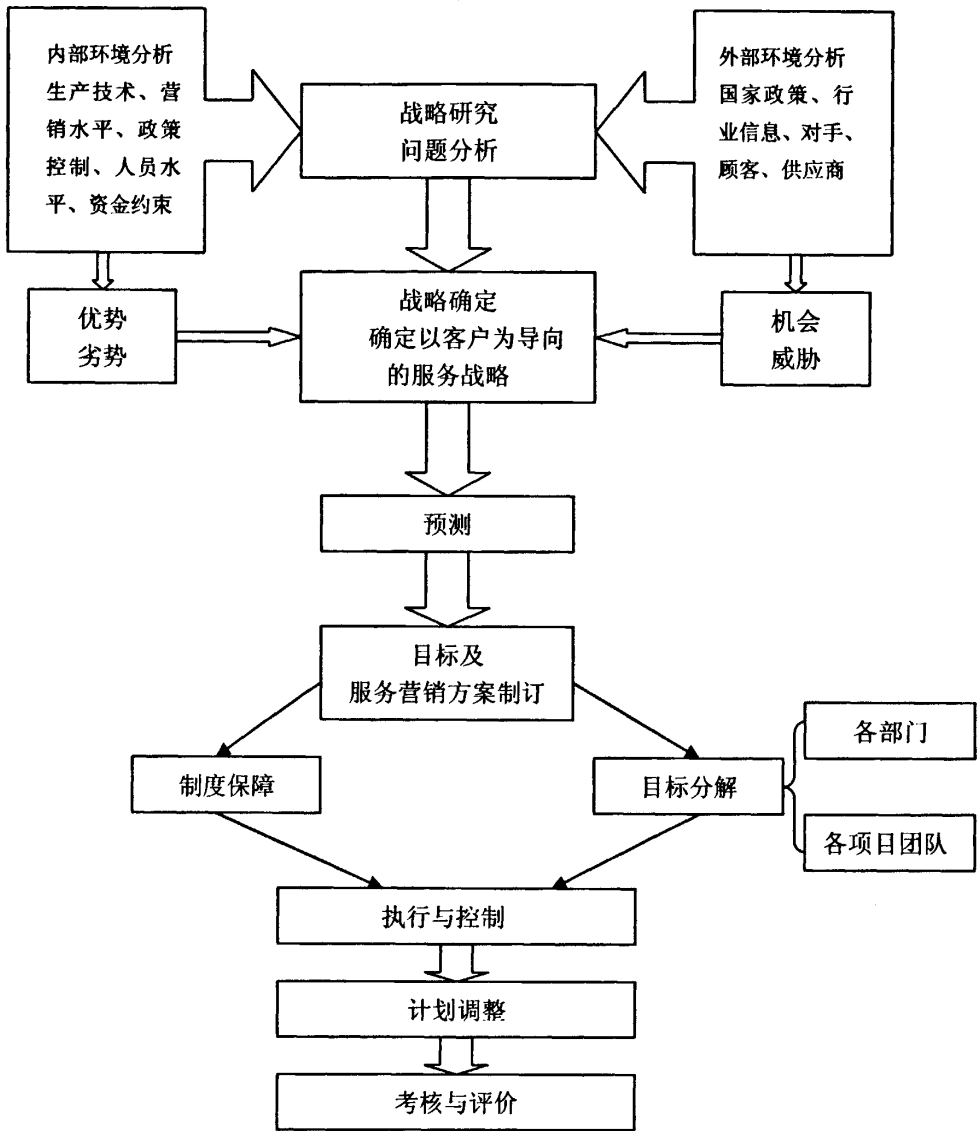 内部环境分析
生产技术、营
销水平、政策
控制、人员水
平、资金约束
战略研究
问题分析
外部环境分析
国家政策、行
业信息、对手、
顾客、供应商
优势
劣势
战略确定
确定以客户为导向
的服务战略
机会
威胁
预测
目标及
服务营销方案制订
制度保障
目标分解
各部门
各项目团队
执行与控制
计划调整
考核与评价